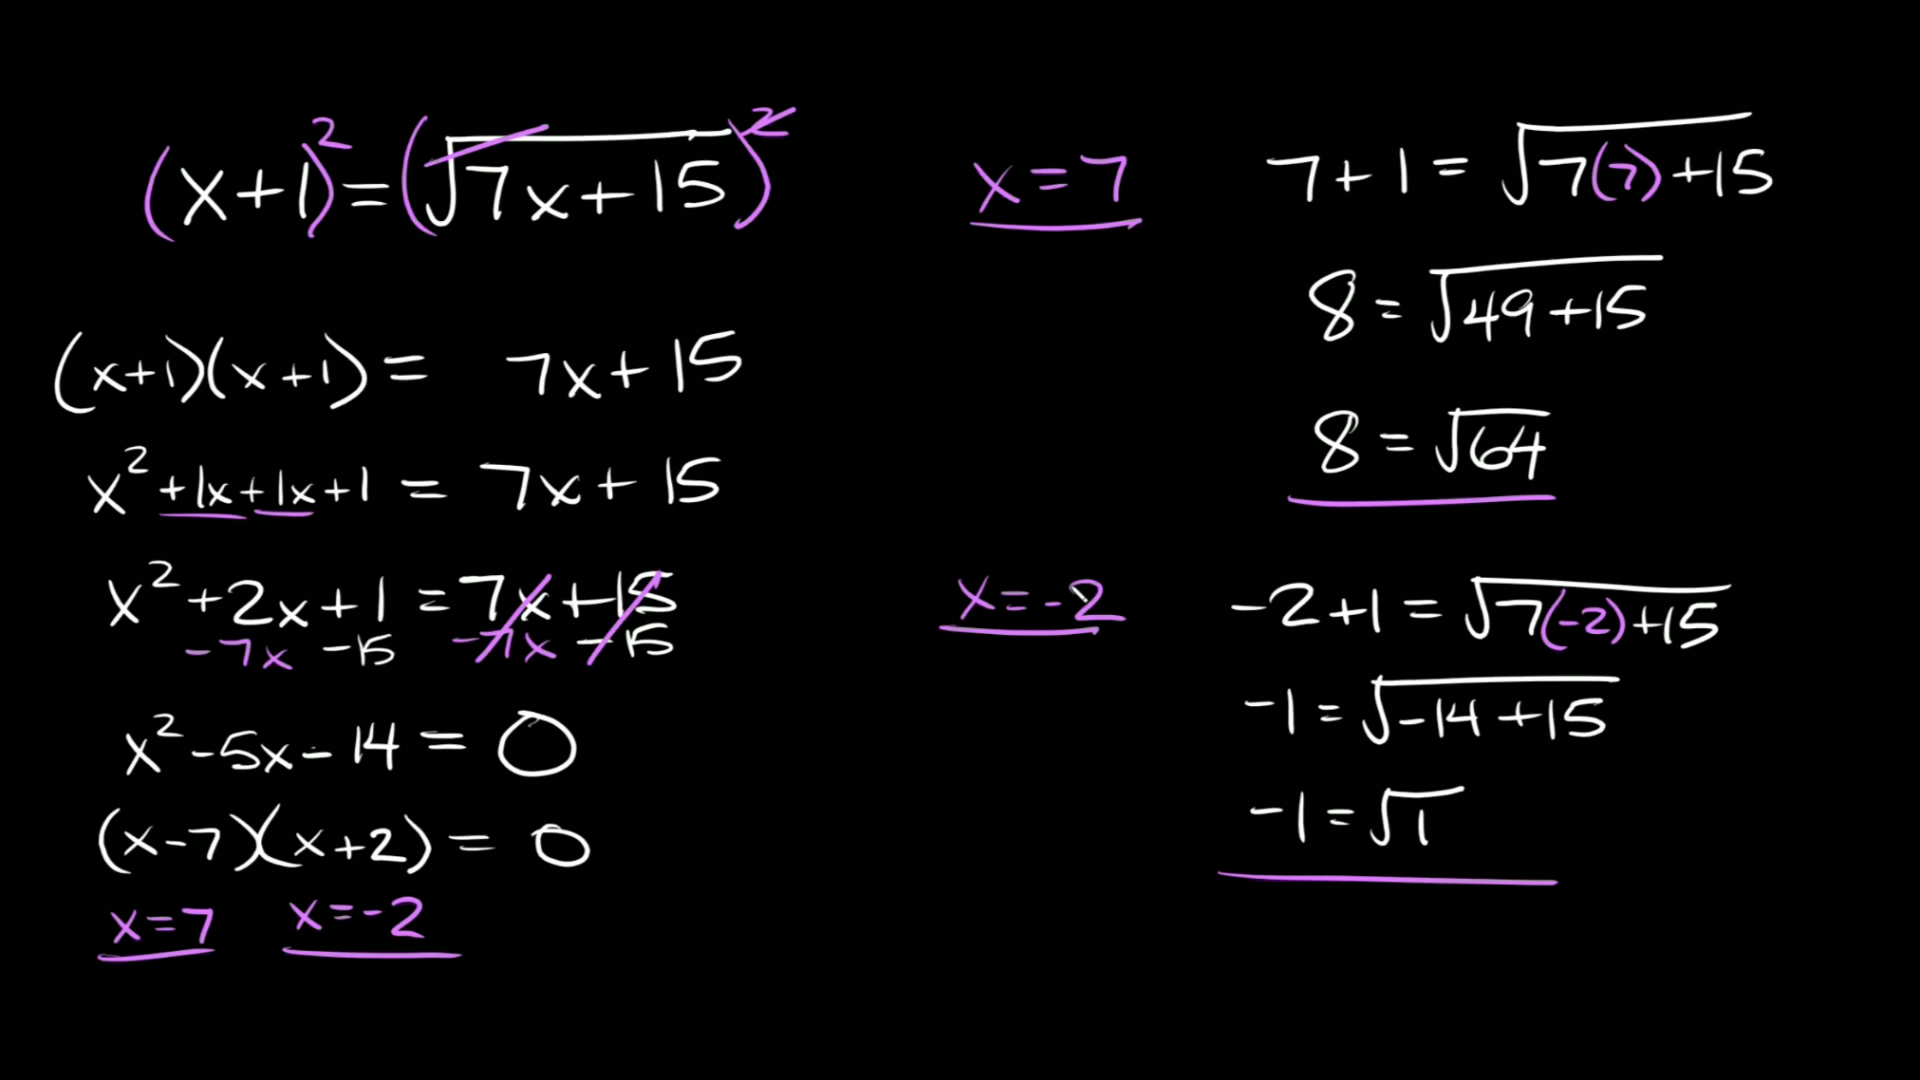 (x+1)² = (√7x+15)²
(x+1)(x+1) = 7x+15
x² +1x+1x+1 = 7x+15
x² +2x+1 = 7x+15
-7x -15 -7x -15
x² -5x - 14 = 0
(x-7)(x+2) = 0
x=7 x=-2
x=7
7+1 = √7(7)+15
8 = √49+15
8 = √64
x=-2
-2+1 = √7(-2)+15
-1 = √-14+15
-1 = √1